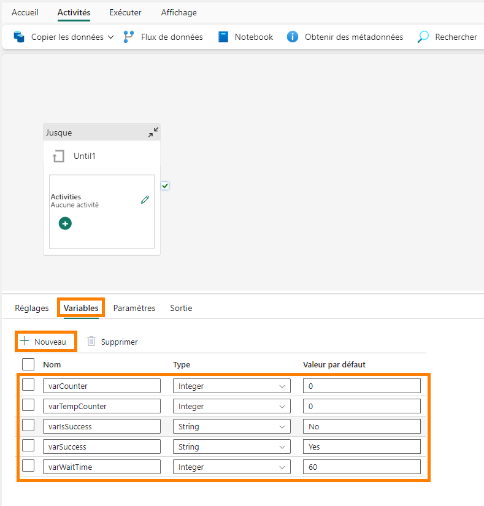 Accueil Activités Exécuter Affichage
Copier les données Flux de données Notebook Obtenir des métadonnées Rechercher
Jusque
Until1
Activities
Aucune activité
Réglages Variables Paramètres Sortie
Nouveau Supprimer
Nom Type Valeur par défaut
varCounter Integer 0
varTempCounter Integer 0
varIsSuccess String No
varSuccess String Yes
varWaitTime Integer 60